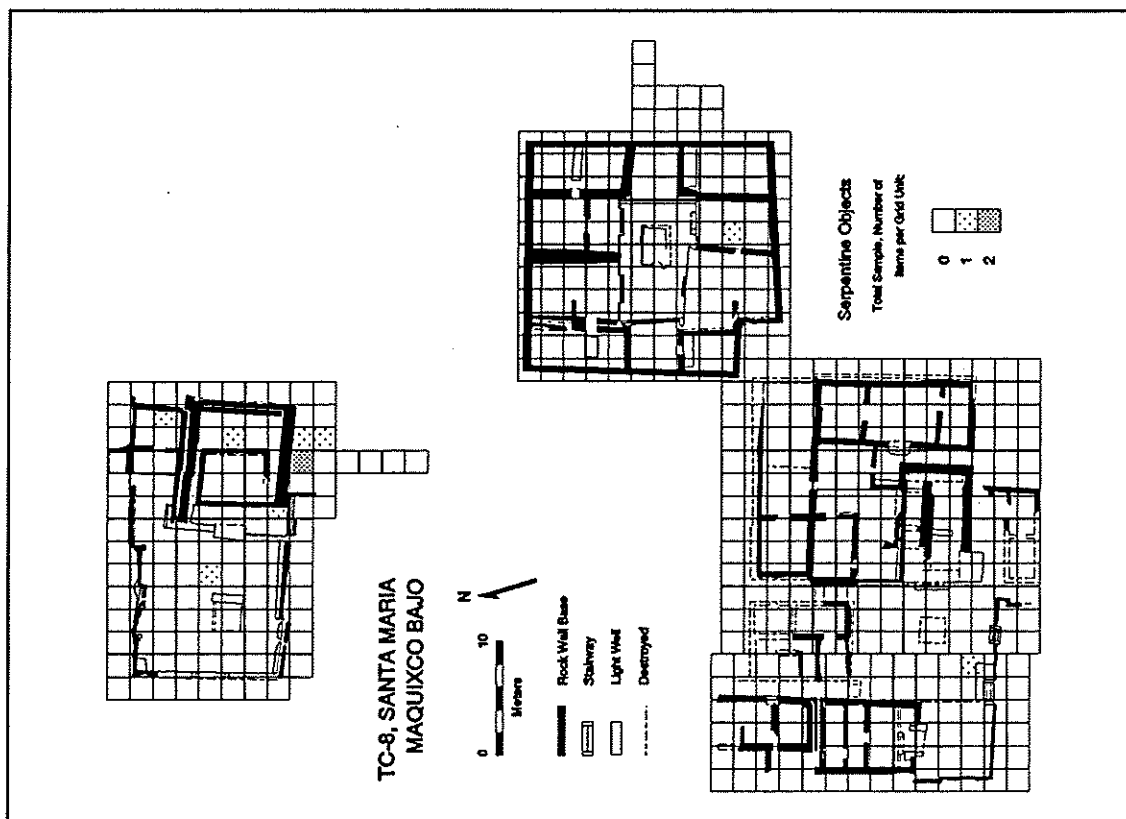 TC-8, SANTA MARIA
MAQUIXCO BAJO
N
0 10
Meters
Rock Wall Base
Stairway
Light Well
Destroyed
Serpentine Objects
Total Sample, Number of
Items per Grid Unit:
0
1
2